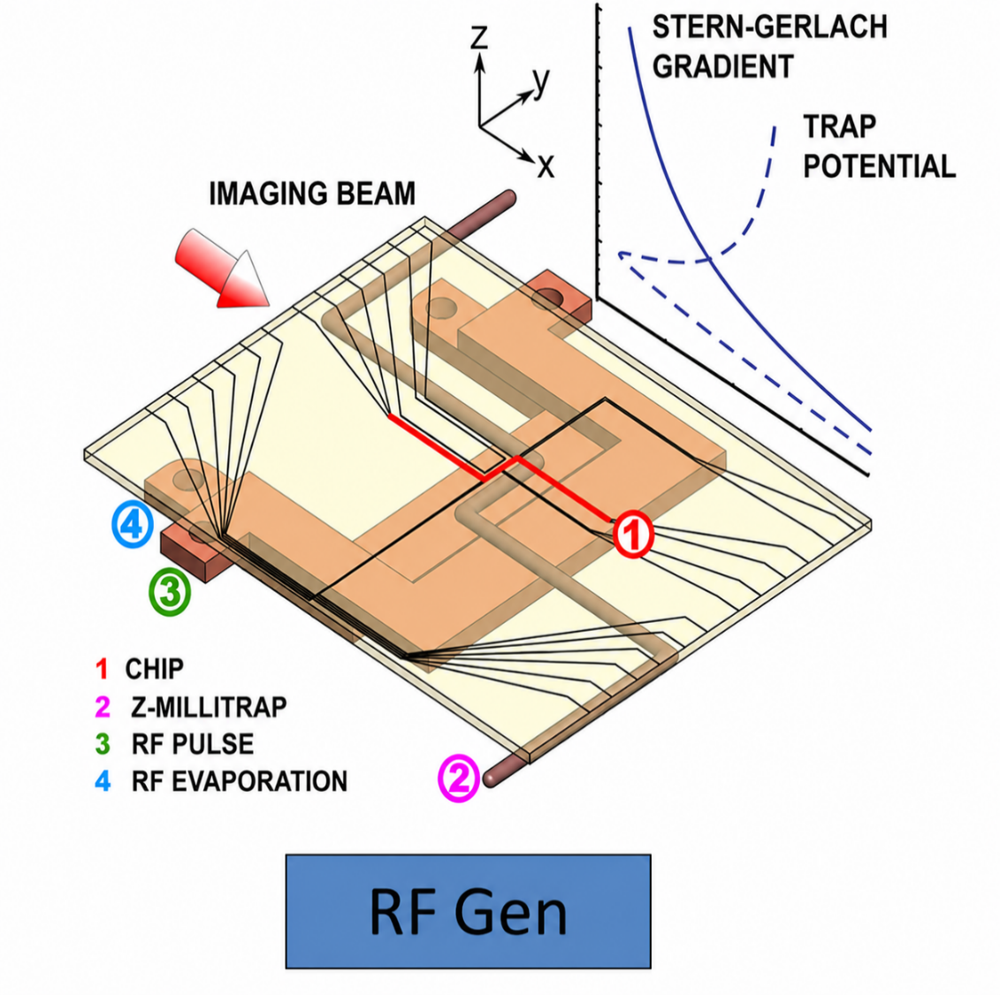 STERN-GERLACH
GRADIENT
z
y
x
TRAP
POTENTIAL
IMAGING BEAM
4
3
1
1 CHIP
2 Z-MILLITRAP
3 RF PULSE
4 RF EVAPORATION
2
RF Gen